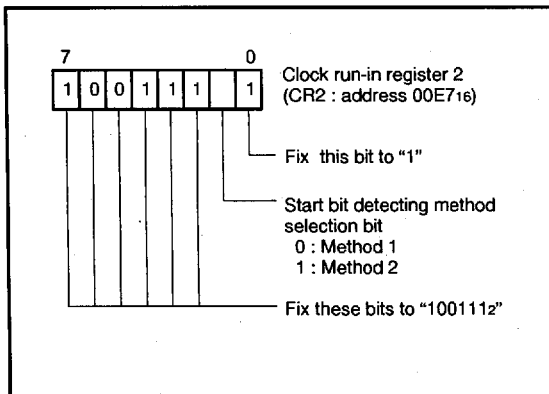 7 0
1 0 0 1 1 1 1
Clock run-in register 2
(CR2 : address 00E716)
Fix this bit to “1”
Start bit detecting method
selection bit
0 : Method 1
1 : Method 2
Fix these bits to “1001112”